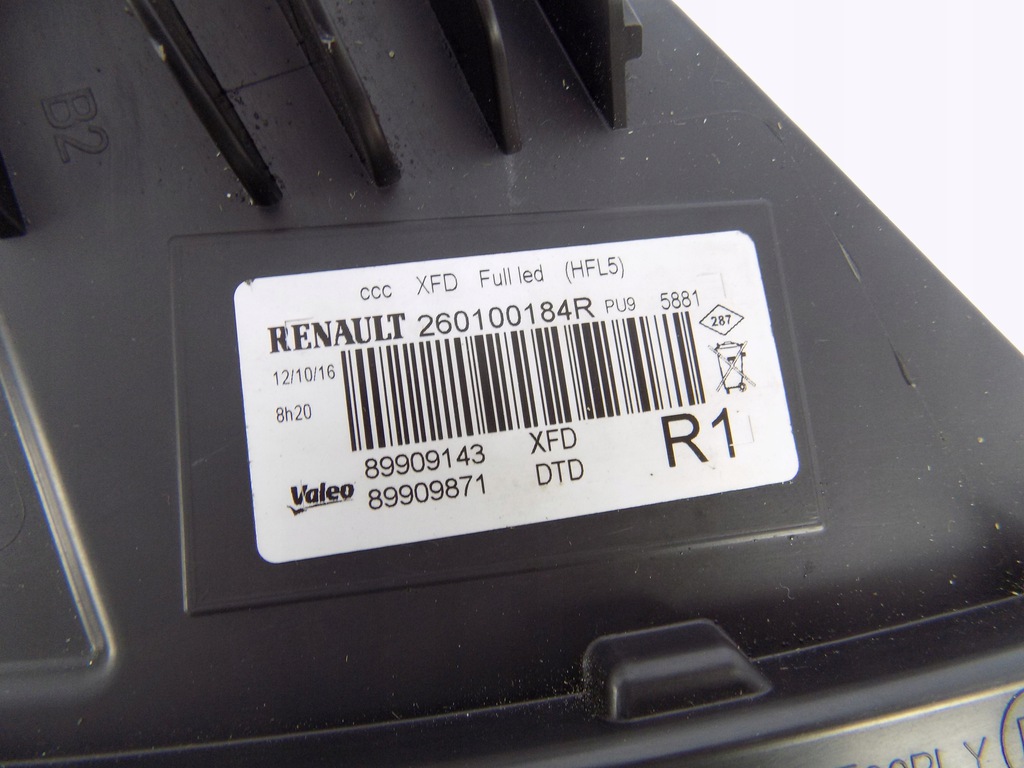 B2
ccc XFD Full led (HFL5)
RENAULT 260100184R PU9 5881
287
12/10/16
8h20
89909143 XFD
R1
Valeo 89909871 DTD